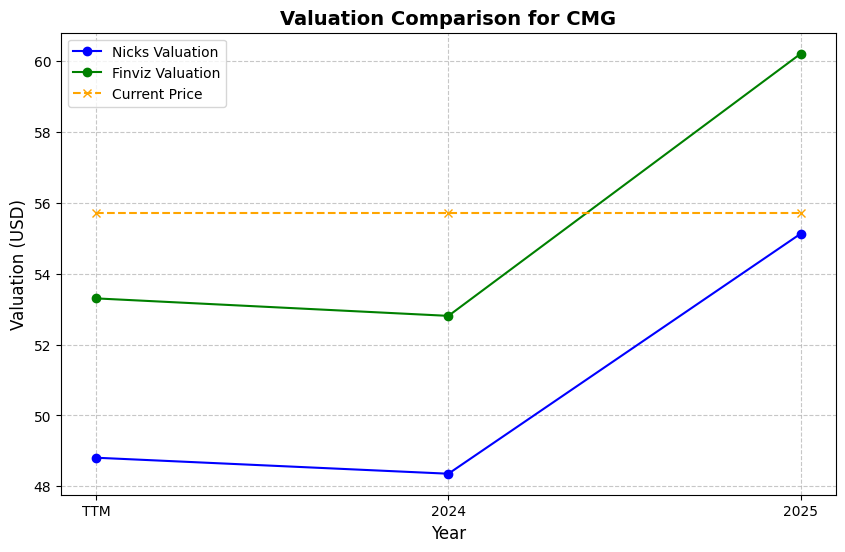 Valuation Comparison for CMG
Nicks Valuation
Finviz Valuation
Current Price
Valuation (USD)
60
58
56
54
52
50
48
TTM
2024
2025
Year